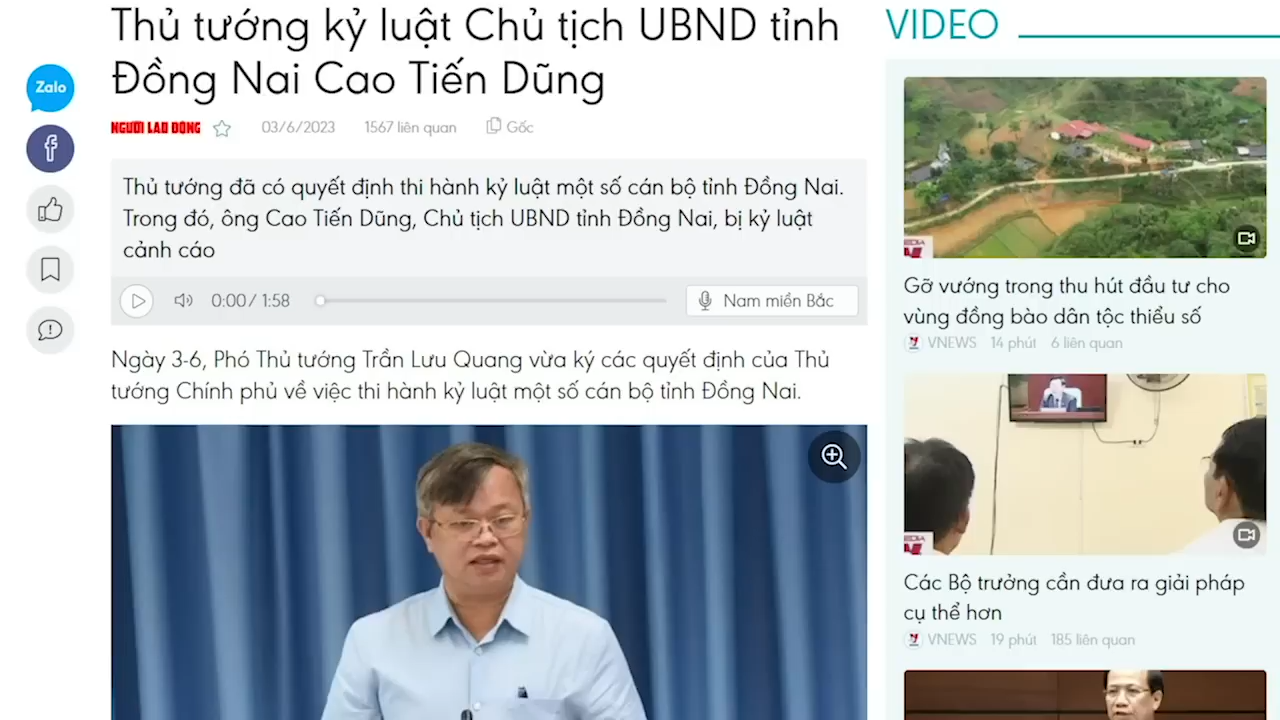 Thủ tướng kỷ luật Chủ tịch UBND tỉnh
Đồng Nai Cao Tiến Dũng
NGƯỜI LAO ĐỘNG 03/6/2023 1567 liên quan Gốc
Zalo
Thủ tướng đã có quyết định thi hành kỷ luật một số cán bộ tỉnh Đồng Nai.
Trong đó, ông Cao Tiến Dũng, Chủ tịch UBND tỉnh Đồng Nai, bị kỷ luật
cảnh cáo
0:00 / 1:58 Nam miền Bắc
Ngày 3-6, Phó Thủ tướng Trần Lưu Quang vừa ký các quyết định của Thủ
tướng Chính phủ về việc thi hành kỷ luật một số cán bộ tỉnh Đồng Nai.
VIDEO
Gỡ vướng trong thu hút đầu tư cho
vùng đồng bào dân tộc thiểu số
VNEWS 14 phút 6 liên quan
Các Bộ trưởng cần đưa ra giải pháp
cụ thể hơn
VNEWS 19 phút 185 liên quan